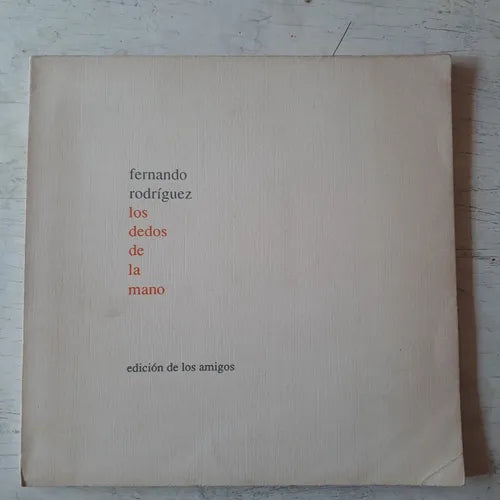 fernando
rodríguez
los
dedos
de
la
mano
edición de los amigos